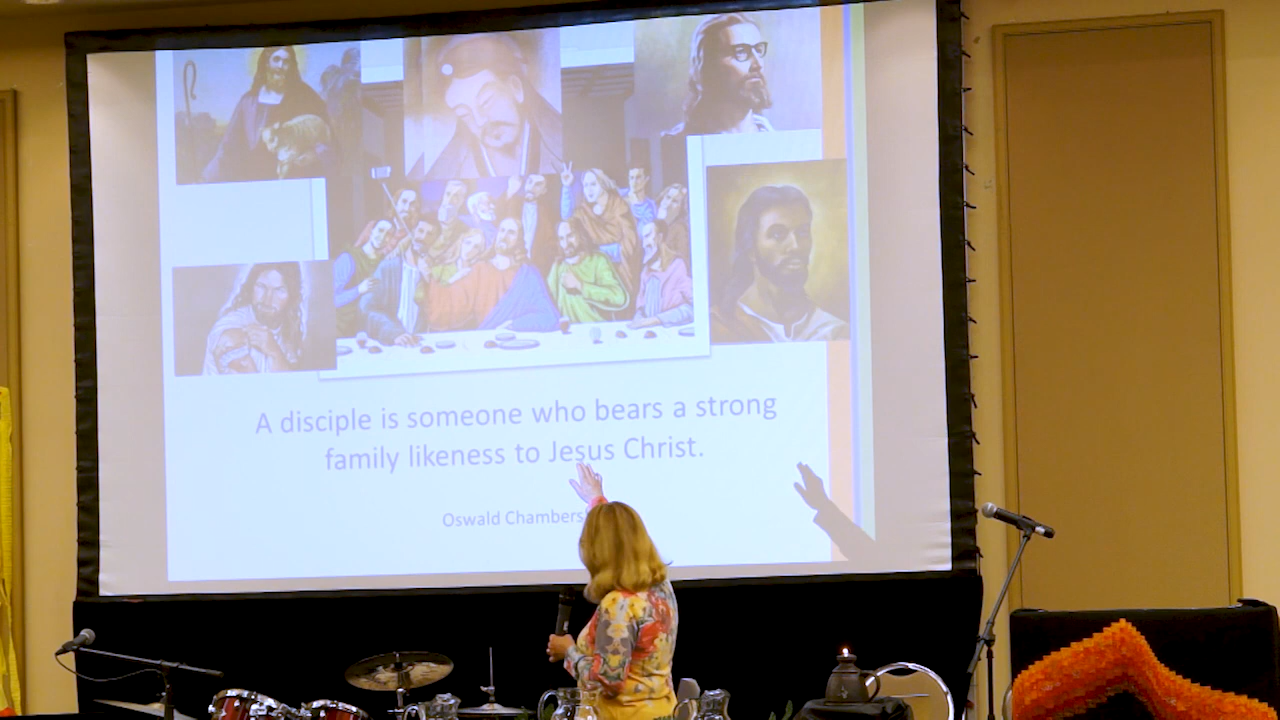 A disciple is someone who bears a strong
family likeness to Jesus Christ.
Oswald Chambers